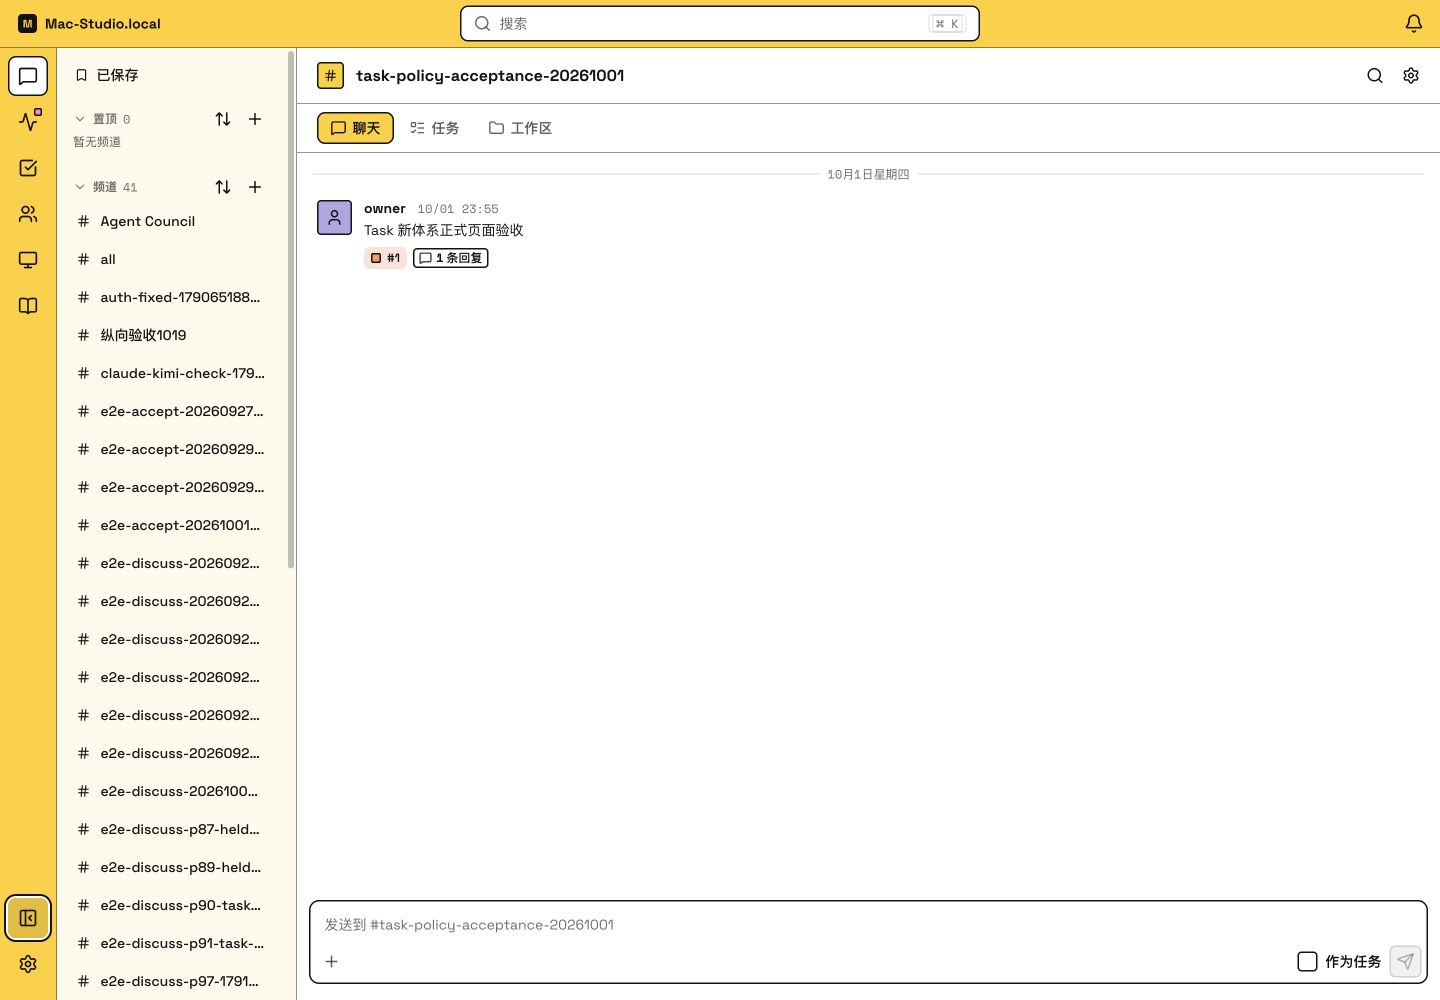 M Mac-Studio.local
搜索
⌘ K
已保存
置顶 0
暂无频道
频道 41
# Agent Council
# all
# auth-fixed-179065188...
# 纵向验收1019
# claude-kimi-check-179...
# e2e-accept-20260927...
# e2e-accept-20260929...
# e2e-accept-20260929...
# e2e-accept-20261001...
# e2e-discuss-2026092...
# e2e-discuss-2026092...
# e2e-discuss-2026092...
# e2e-discuss-2026092...
# e2e-discuss-2026092...
# e2e-discuss-2026092...
# e2e-discuss-2026100...
# e2e-discuss-p87-held...
# e2e-discuss-p89-held...
# e2e-discuss-p90-task...
# e2e-discuss-p91-task-...
# e2e-discuss-p97-1791...
# task-policy-acceptance-20261001
聊天 任务 工作区
10月1日星期四
owner 10/01 23:55
Task 新体系正式页面验收
#1 1 条回复
发送到 #task-policy-acceptance-20261001
作为任务